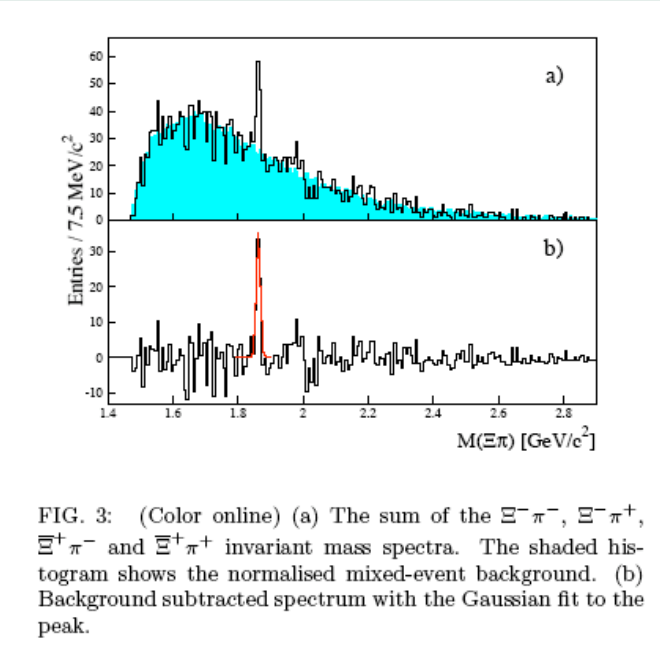 60
50
40
30
20
10
0
a)
Entries / 7.5 MeV/c²
30
20
10
0
-10
b)
1.4 1.6 1.8 2 2.2 2.4 2.6 2.8
M(Ξπ) [GeV/c²]
FIG. 3: (Color online) (a) The sum of the Ξ⁻π⁻, Ξ⁻π⁺,
Ξ̅⁺π⁻ and Ξ̅⁺π⁺ invariant mass spectra. The shaded his-
togram shows the normalised mixed-event background. (b)
Background subtracted spectrum with the Gaussian fit to the
peak.